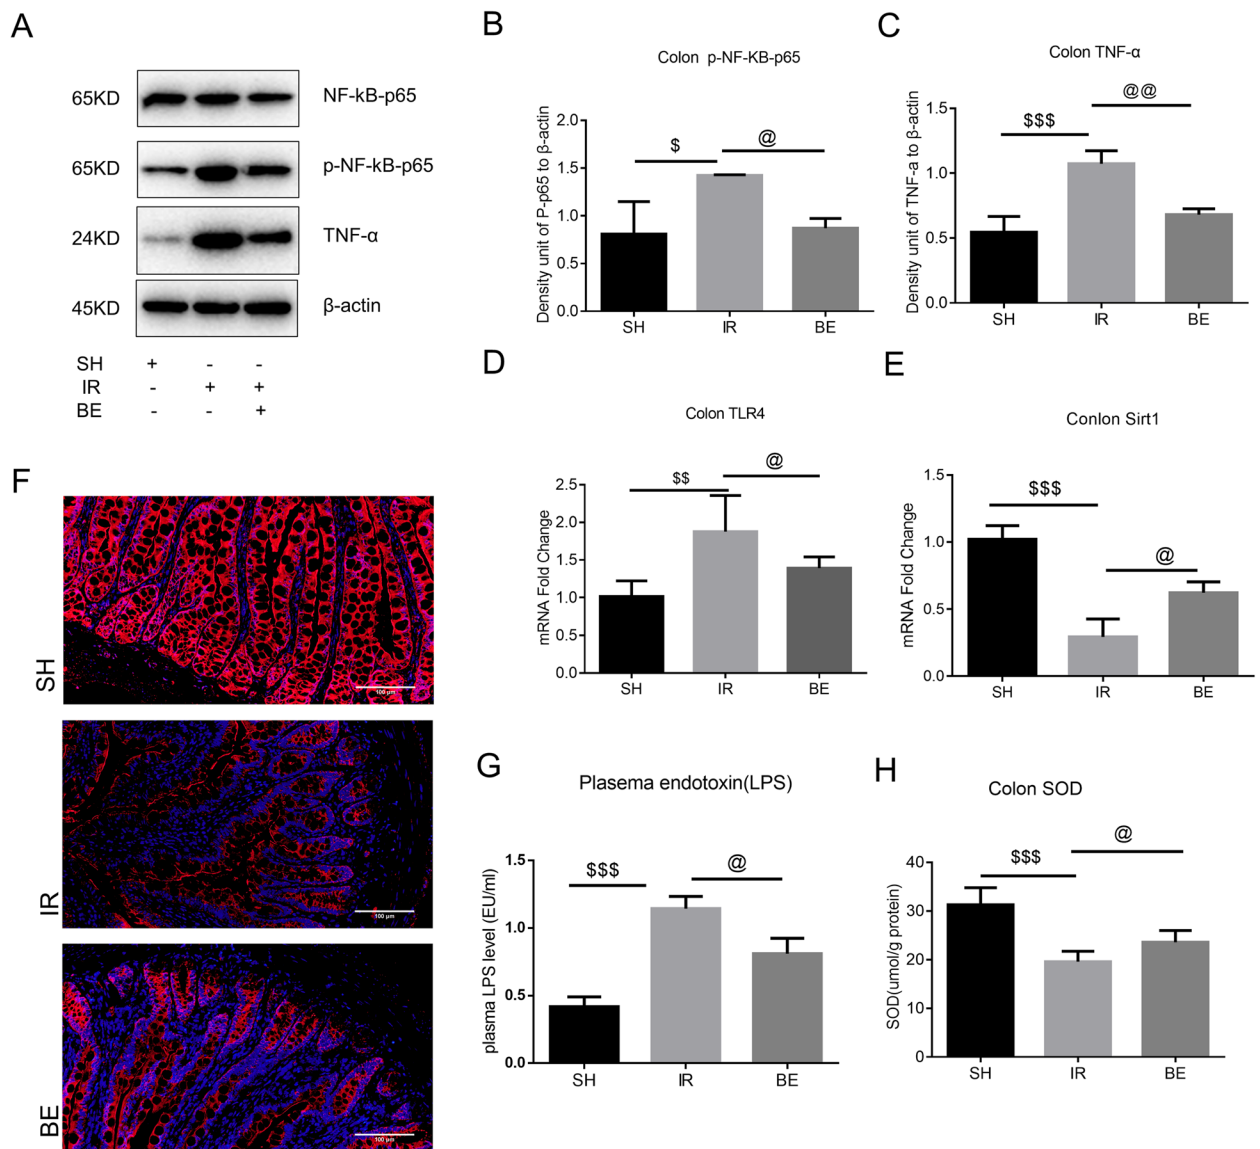 A
65KD NF-kB-p65
65KD p-NF-kB-p65
24KD TNF-α
45KD β-actin
SH + - -
IR - + +
BE - - +
B
Colon p-NF-KB-p65
Density unit of P-p65 to β-actin
2.0
1.5
1.0
0.5
0.0
$
@
SH IR BE
C
Colon TNF-α
Density unit of TNF-a to β-actin
1.5
1.0
0.5
0.0
$$$
@@
SH IR BE
D
Colon TLR4
mRNA Fold Change
2.5
2.0
1.5
1.0
0.5
0.0
$$
@
SH IR BE
E
Conlon Sirt1
mRNA Fold Change
1.5
1.0
0.5
0.0
$$$
@
SH IR BE
F
SH
100 μm
IR
100 μm
BE
100 μm
G
Plasema endotoxin(LPS)
plasma LPS level (EU/ml)
1.5
1.0
0.5
0.0
$$$
@
SH IR BE
H
Colon SOD
SOD(umol/g protein)
40
30
20
10
0
$$$
@
SH IR BE